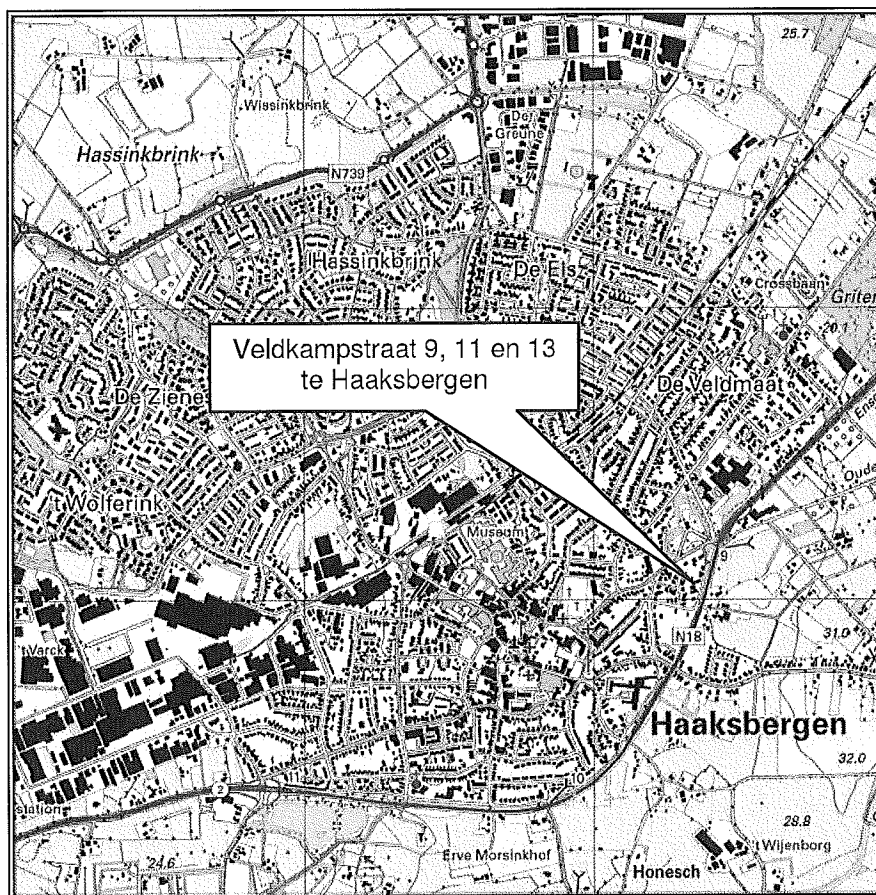 25.7
Wissinkbrink
De
Greune
Hassinkbrink
N739
Hassinkbrink
De Els
Crossbaan
20.1
Veldkampstraat 9, 11 en 13
te Haaksbergen
De Ziene
De Veldmaat
't Wolferink
Oude
Museum
9
't Varck
N18
31.0
Haaksbergen
32.0
10
2
station
28.8
't Wijenborg
24.6
Erve Morsinkhof
Honesch